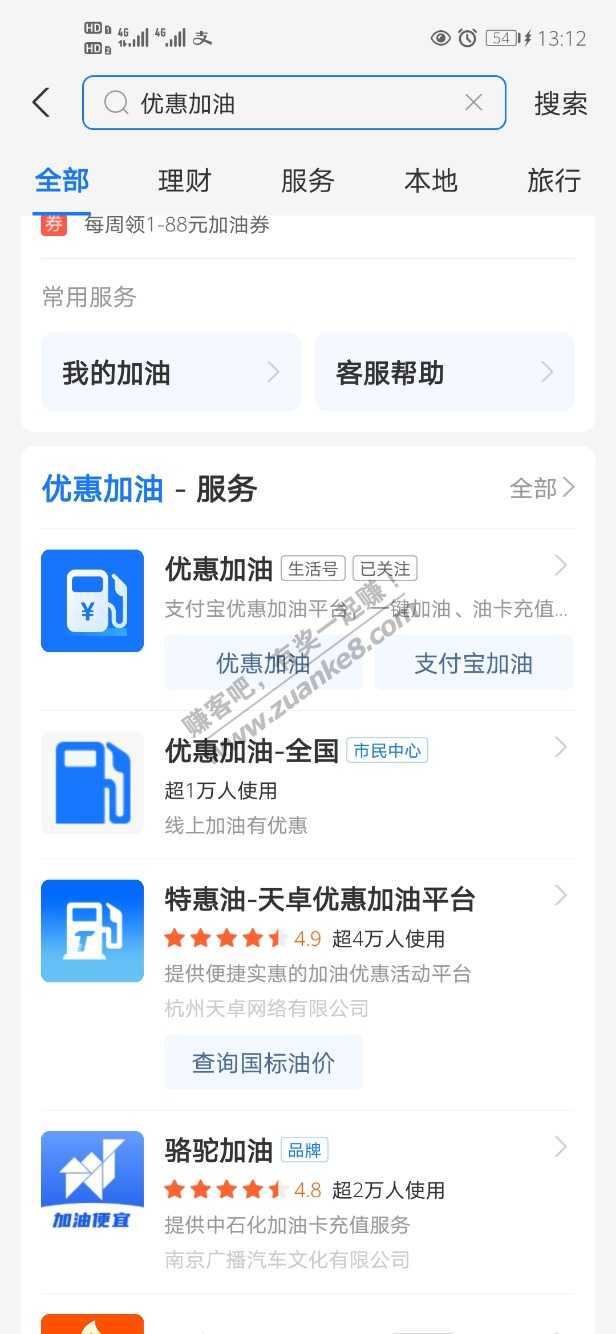 HD 4G 4G 支 54 13:12
HD
优惠加油 搜索
全部 理财 服务 本地 旅行
券 每周领1-88元加油券
常用服务
我的加油 客服帮助
优惠加油 - 服务 全部
优惠加油 生活号 已关注
支付宝优惠加油平台，一键加油、油卡充值...
优惠加油 支付宝加油
赚客吧，有奖一起赚！
www.zuanke8.com
优惠加油-全国 市民中心
超1万人使用
线上加油有优惠
特惠油-天卓优惠加油平台
T
4.9 超4万人使用
提供便捷实惠的加油优惠活动平台
杭州天卓网络有限公司
查询国标油价
骆驼加油 品牌
4.8 超2万人使用
加油便宜
提供中石化加油卡充值服务
南京广播汽车文化有限公司